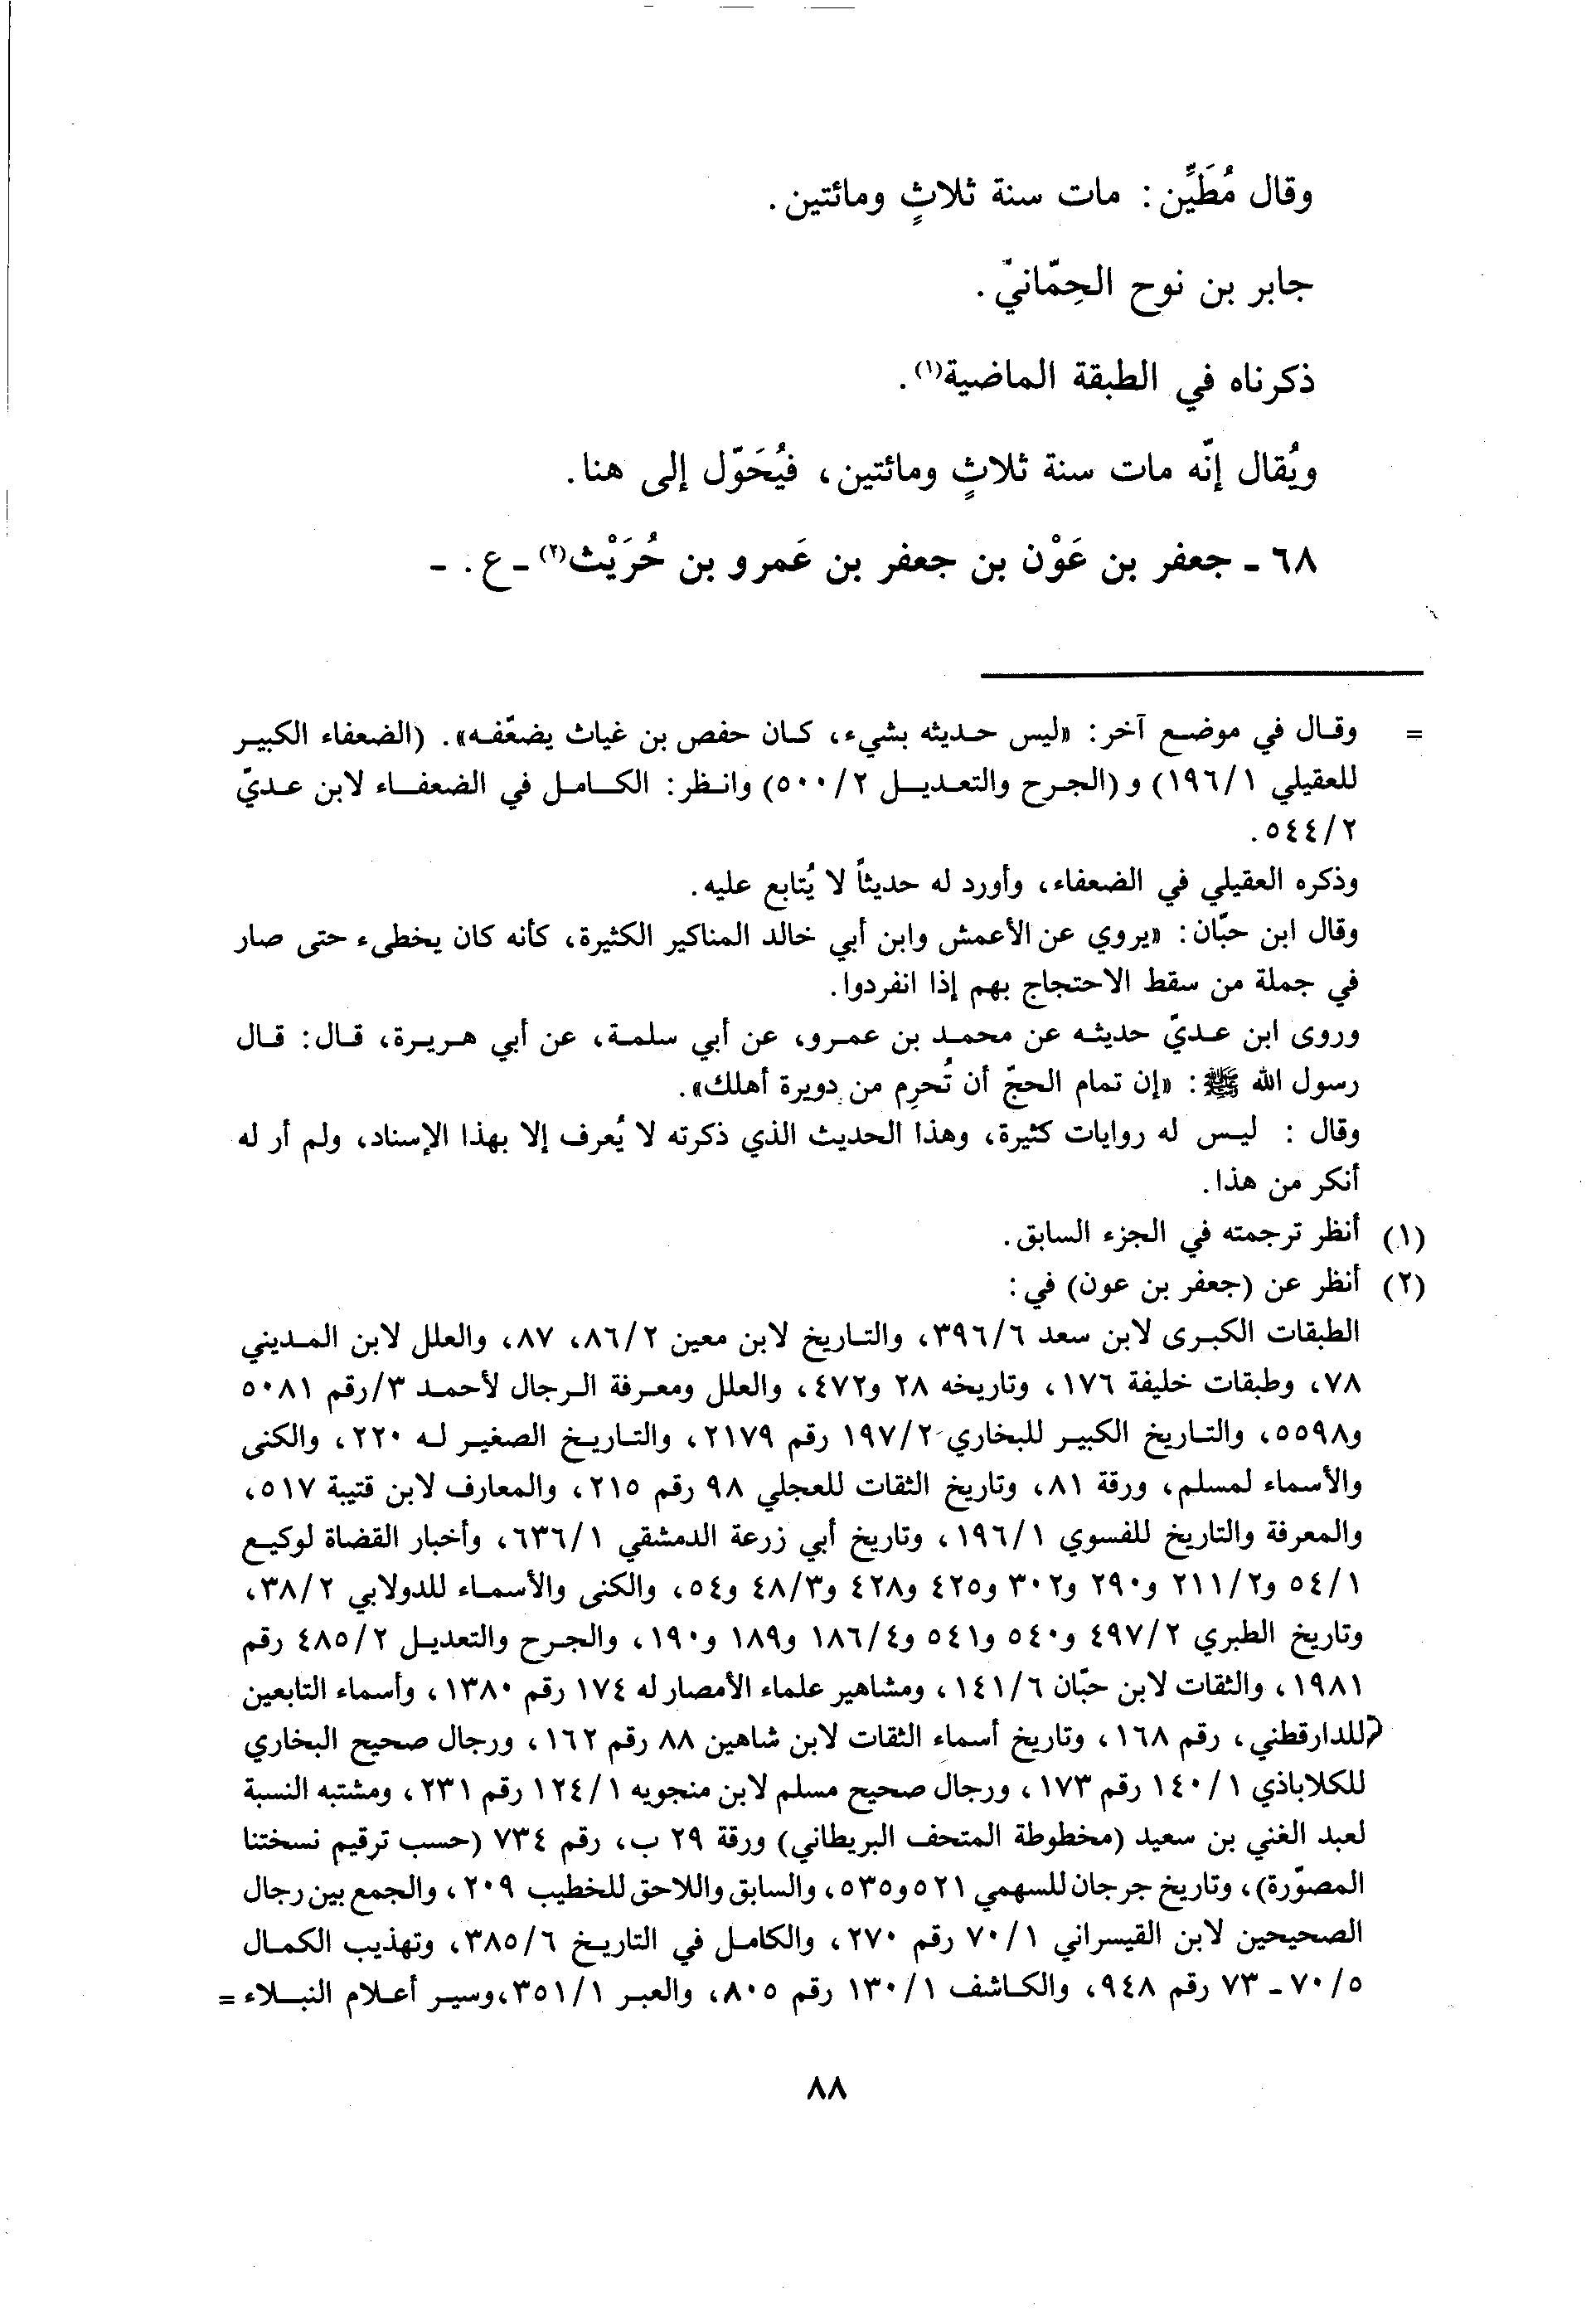 وقال مُطَيَّن: مات سنة ثلاثٍ ومائتين.
جابر بن نوح الحِمّانيّ.
ذكرناه في الطبقة الماضية(١).
ويُقال إنّه مات سنة ثلاثٍ ومائتين، فيُحَوّل إلى هنا.
٦٨ - جعفر بن عَوْن بن جعفر بن عَمرو بن حُرَيْث(٢) - ع. -
= وقال في موضع آخر: «ليس حديثه بشيء، كان حفص بن غياث يضعّفه». (الضعفاء الكبير
للعقيلي ١/١٩٦) و (الجرح والتعديل ٢/٥٠٠) وانظر: الكامل في الضعفاء لابن عديّ
٢/٥٤٤.
وذكره العقيلي في الضعفاء، وأورد له حديثاً لا يُتابع عليه.
وقال ابن حبّان: «يروي عن الأعمش وابن أبي خالد المناكير الكثيرة، كأنه كان يخطىء حتى صار
في جملة من سقط الاحتجاج بهم إذا انفردوا.
وروى ابن عديّ حديثه عن محمد بن عمرو، عن أبي سلمة، عن أبي هريرة، قال: قال
رسول الله ﷺ: «إن تمام الحجّ أن تُحرِم من دويرة أهلك».
وقال : ليس له روايات كثيرة، وهذا الحديث الذي ذكرته لا يُعرف إلا بهذا الإسناد، ولم أر له
أنكر من هذا.
(١) أنظر ترجمته في الجزء السابق.
(٢) أنظر عن (جعفر بن عون) في:
الطبقات الكبرى لابن سعد ٦/٣٩٦، والتاريخ لابن معين ٢/٨٦، ٨٧، والعلل لابن المديني
٧٨، وطبقات خليفة ١٧٦، وتاريخه ٢٨ و٤٧٢، والعلل ومعرفة الرجال لأحمد ٣/رقم ٥٠٨١
و٥٥٩٨، والتاريخ الكبير للبخاري ٢/١٩٧ رقم ٢١٧٩، والتاريخ الصغير له ٢٢٠، والكنى
والأسماء لمسلم، ورقة ٨١، وتاريخ الثقات للعجلي ٩٨ رقم ٢١٥، والمعارف لابن قتيبة ٥١٧،
والمعرفة والتاريخ للفسوي ١/١٩٦، وتاريخ أبي زرعة الدمشقي ١/٦٣٦، وأخبار القضاة لوكيع
١/٥٤ و٢/٢١١ و٢٩٠ و٣٠٢ و٤٢٥ و٤٢٨ و٣/٤٨ و٥٤، والكنى والأسماء للدولابي ٢/٣٨،
وتاريخ الطبري ٢/٤٩٧ و٥٤٠ و٥٤١ و٤/١٨٦ و١٨٩ و١٩٠، والجرح والتعديل ٢/٤٨٥ رقم
١٩٨١، والثقات لابن حبّان ٦/١٤١، ومشاهير علماء الأمصار له ١٧٤ رقم ١٣٨٠، وأسماء التابعين
للدارقطني، رقم ١٦٨، وتاريخ أسماء الثقات لابن شاهين ٨٨ رقم ١٦٢، ورجال صحيح البخاري
للكلاباذي ١/١٤٠ رقم ١٧٣، ورجال صحيح مسلم لابن منجويه ١/١٢٤ رقم ٢٣١، ومشتبه النسبة
لعبد الغني بن سعيد (مخطوطة المتحف البريطاني) ورقة ٢٩ ب، رقم ٧٣٤ (حسب ترقيم نسختنا
المصوّرة)، وتاريخ جرجان للسهمي ٥٢١ و٥٣٥، والسابق واللاحق للخطيب ٢٠٩، والجمع بين رجال
الصحيحين لابن القيسراني ١/٧٠ رقم ٢٧٠، والكامل في التاريخ ٦/٣٨٥، وتهذيب الكمال
٥/٧٠ - ٧٣ رقم ٩٤٨، والكاشف ١/١٣٠ رقم ٨٠٥، والعبر ١/٣٥١، وسير أعلام النبلاء =
٨٨